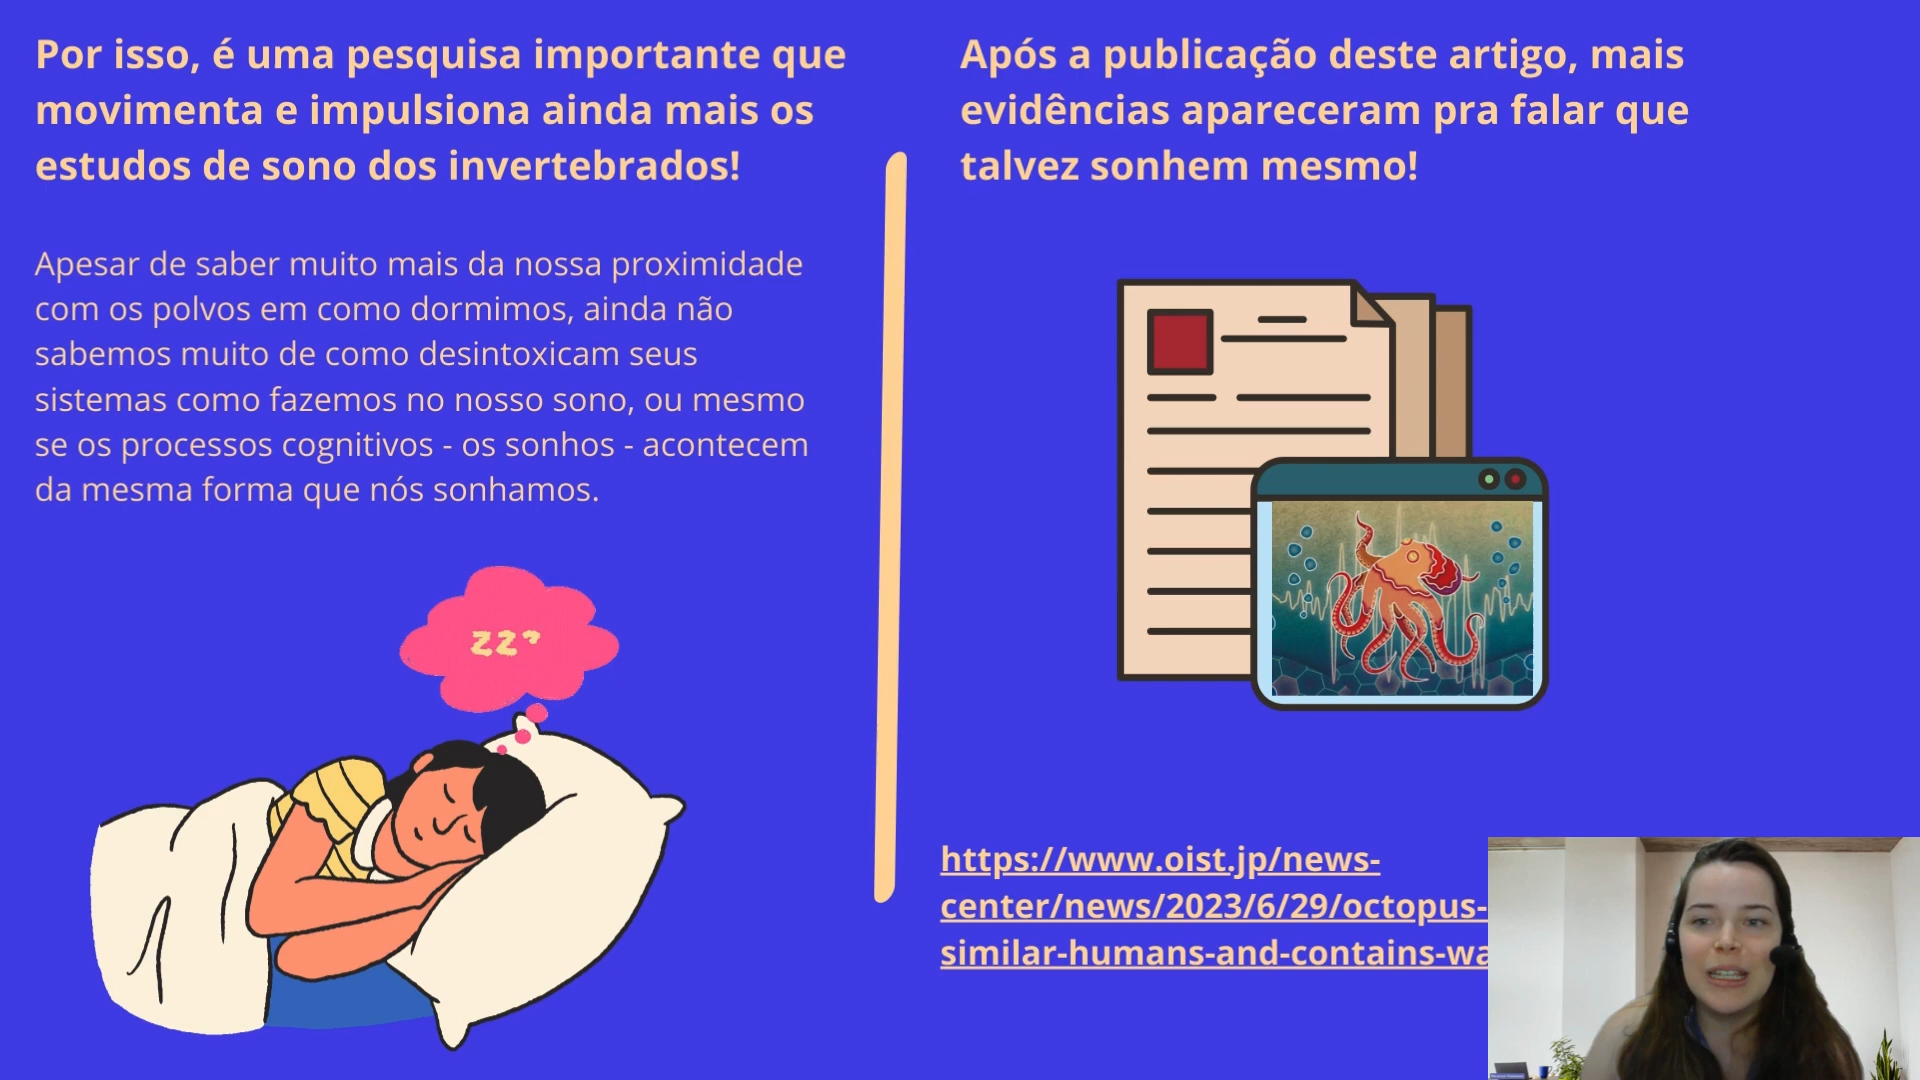 Por isso, é uma pesquisa importante que
movimenta e impulsiona ainda mais os
estudos de sono dos invertebrados!
Apesar de saber muito mais da nossa proximidade
com os polvos em como dormimos, ainda não
sabemos muito de como desintoxicam seus
sistemas como fazemos no nosso sono, ou mesmo
se os processos cognitivos - os sonhos - acontecem
da mesma forma que nós sonhamos.
Após a publicação deste artigo, mais
evidências apareceram pra falar que
talvez sonhem mesmo!
https://www.oist.jp/news-
center/news/2023/6/29/octopus-
similar-humans-and-contains-wa